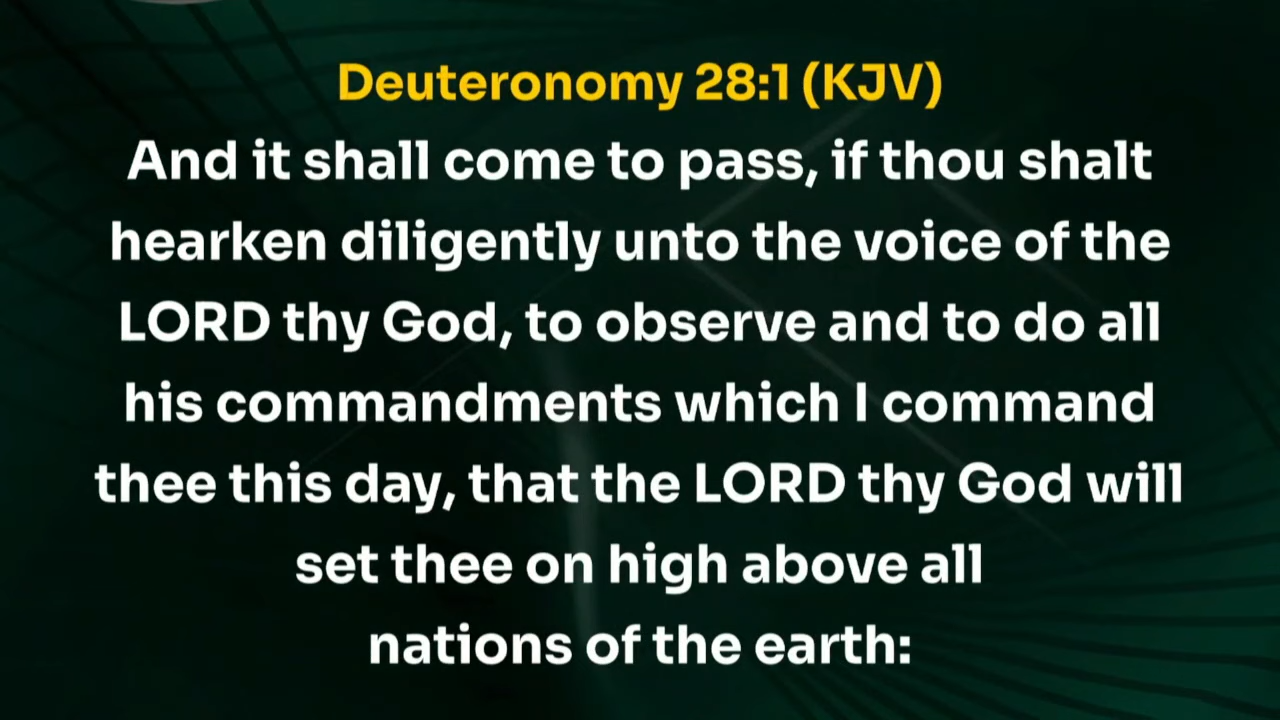 Deuteronomy 28:1 (KJV)
And it shall come to pass, if thou shalt
hearken diligently unto the voice of the
LORD thy God, to observe and to do all
his commandments which I command
thee this day, that the LORD thy God will
set thee on high above all
nations of the earth: